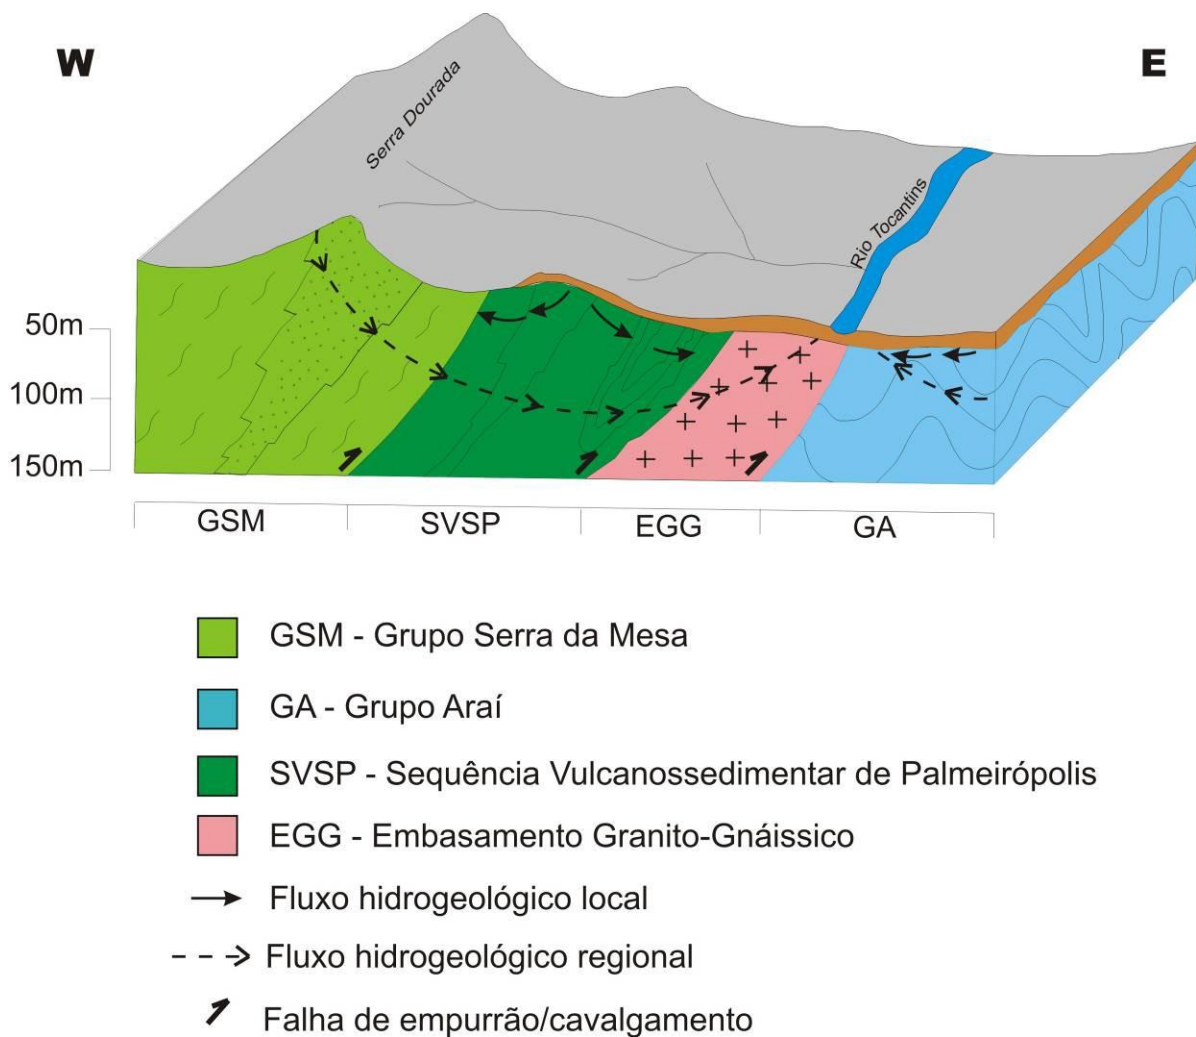 W
E
Serra Dourada
Rio Tocantins
50m
100m
150m
GSM
SVSP
EGG
GA
GSM - Grupo Serra da Mesa
GA - Grupo Araí
SVSP - Sequência Vulcanossedimentar de Palmeirópolis
EGG - Embasamento Granito-Gnáissico
Fluxo hidrogeológico local
Fluxo hidrogeológico regional
Falha de empurrão/cavalgamento